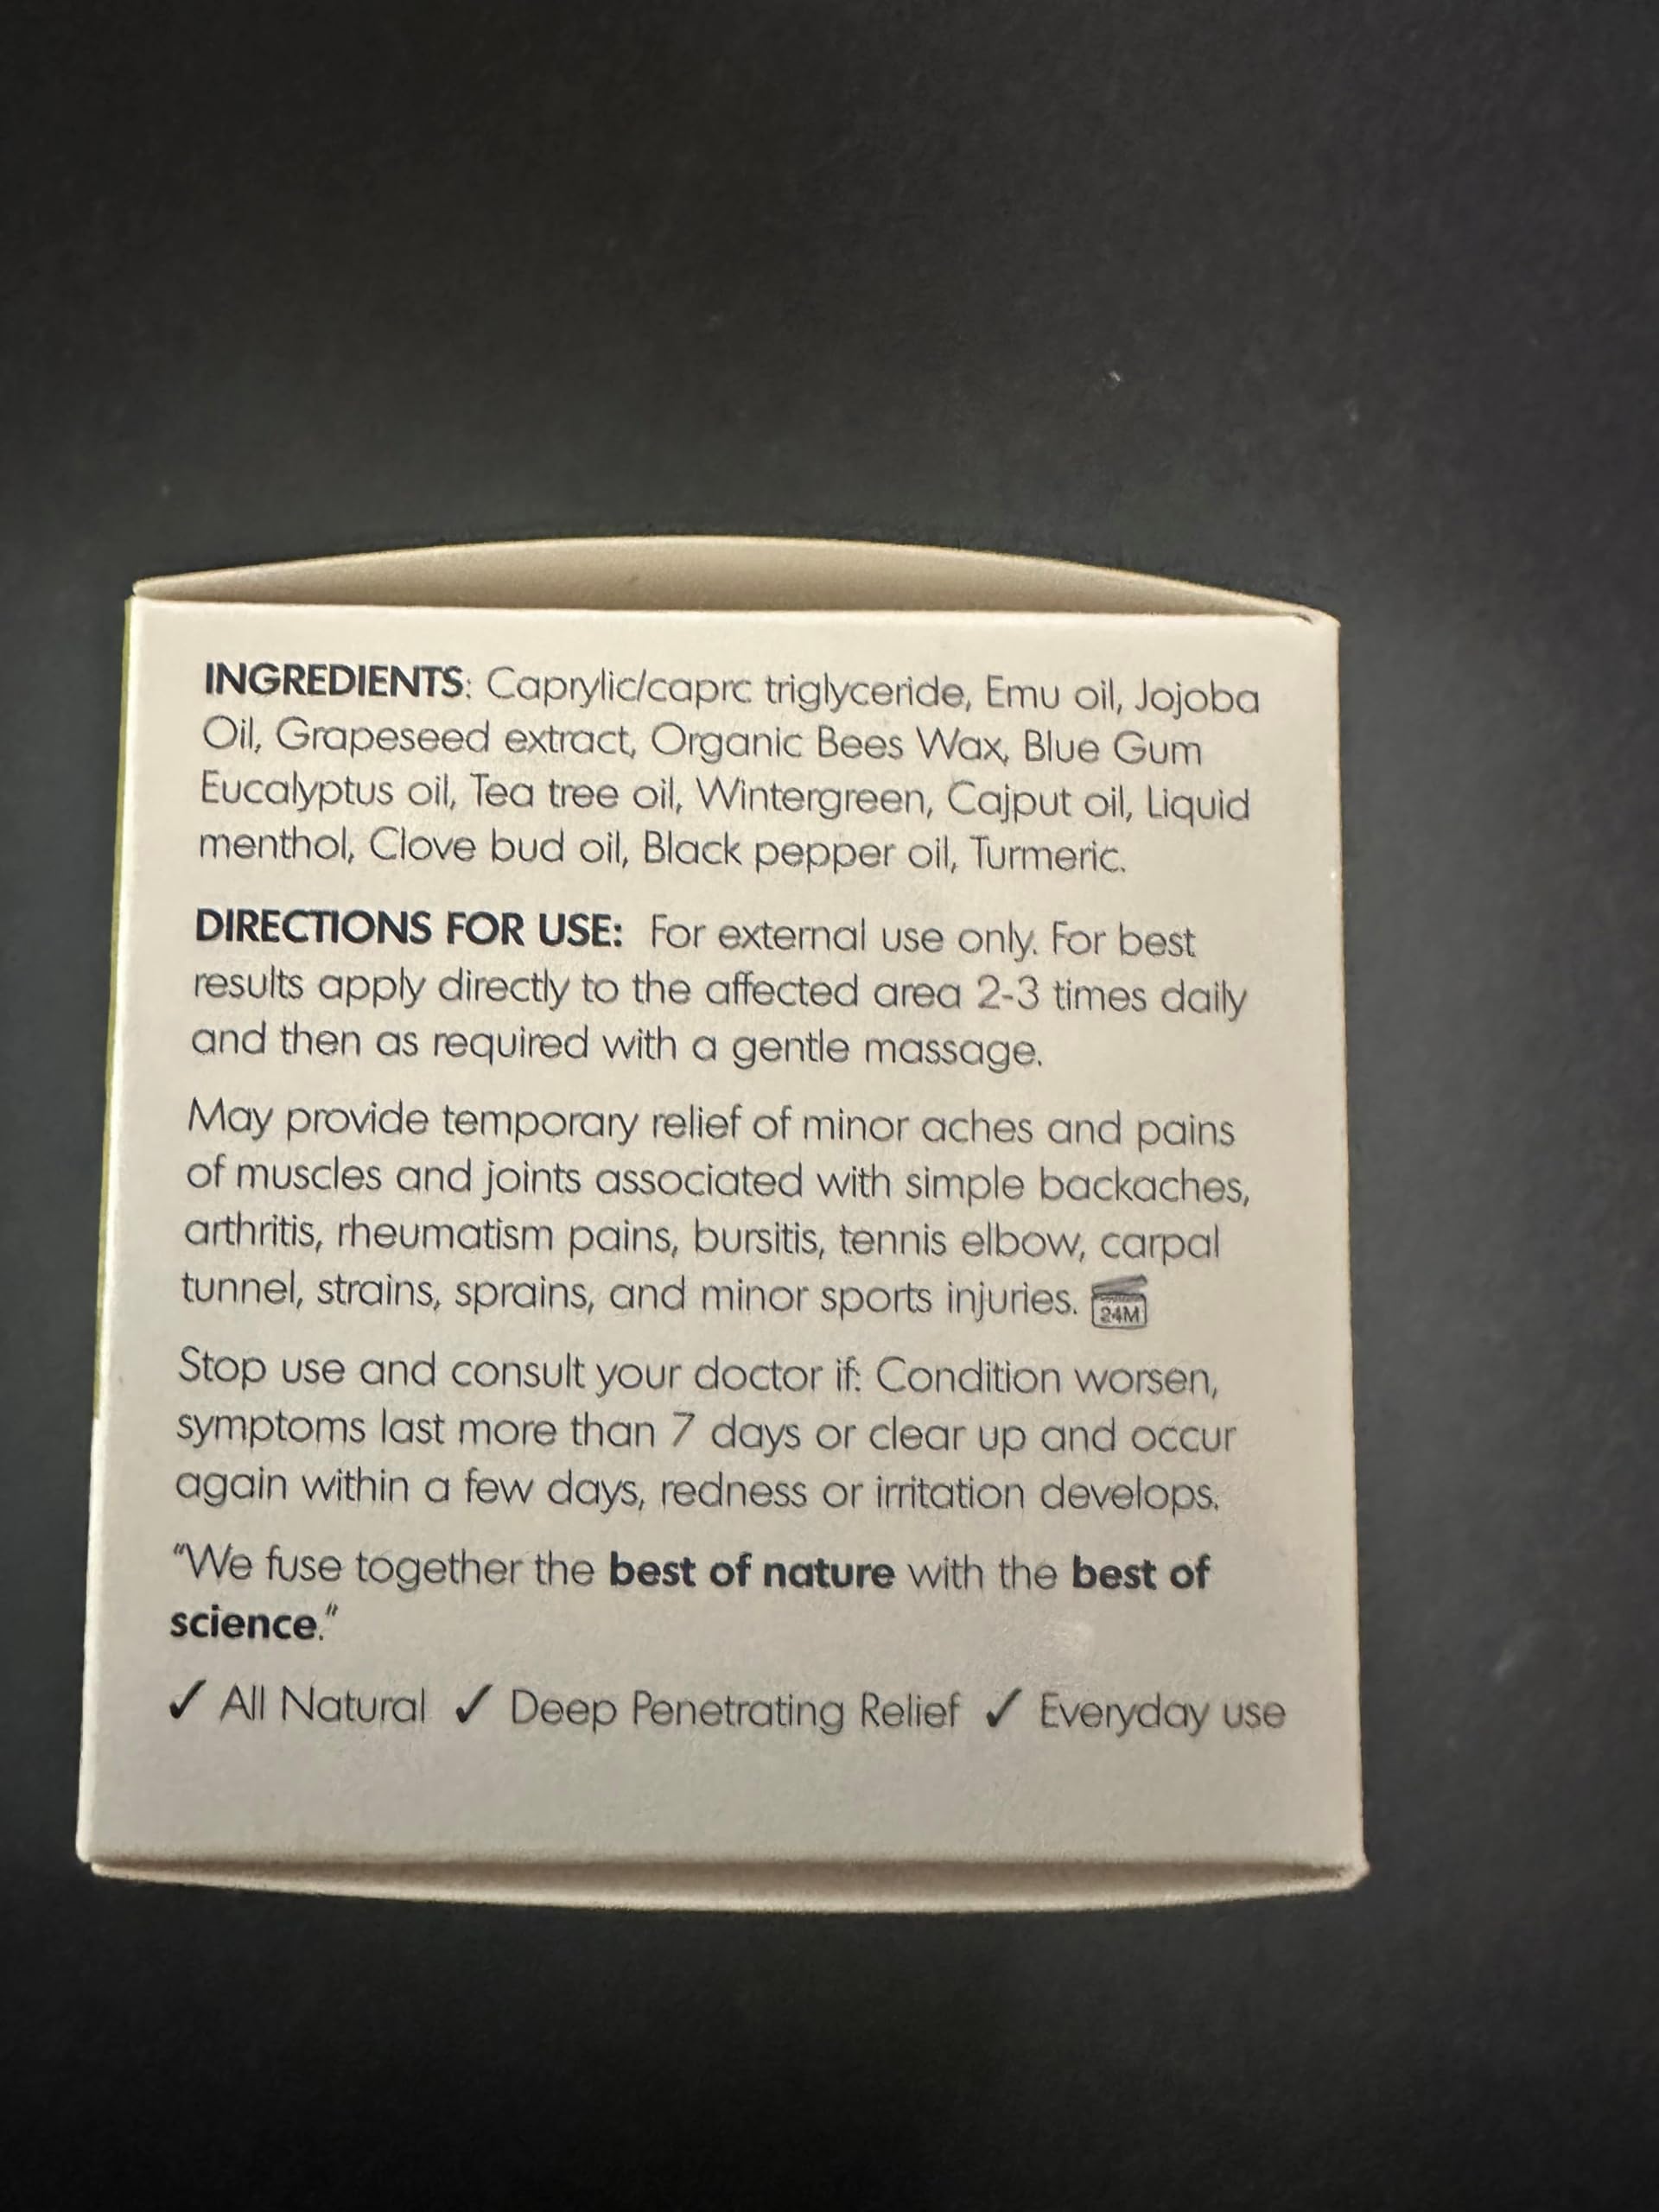 INGREDIENTS: Caprylic/caprc triglyceride, Emu oil, Jojoba
Oil, Grapeseed extract, Organic Bees Wax, Blue Gum
Eucalyptus oil, Tea tree oil, Wintergreen, Cajput oil, Liquid
menthol, Clove bud oil, Black pepper oil, Turmeric.
DIRECTIONS FOR USE: For external use only. For best
results apply directly to the affected area 2-3 times daily
and then as required with a gentle massage.
May provide temporary relief of minor aches and pains
of muscles and joints associated with simple backaches,
arthritis, rheumatism pains, bursitis, tennis elbow, carpal
tunnel, strains, sprains, and minor sports injuries. 24M
Stop use and consult your doctor if: Condition worsen,
symptoms last more than 7 days or clear up and occur
again within a few days, redness or irritation develops.
“We fuse together the best of nature with the best of
science.”
✓ All Natural ✓ Deep Penetrating Relief ✓ Everyday use